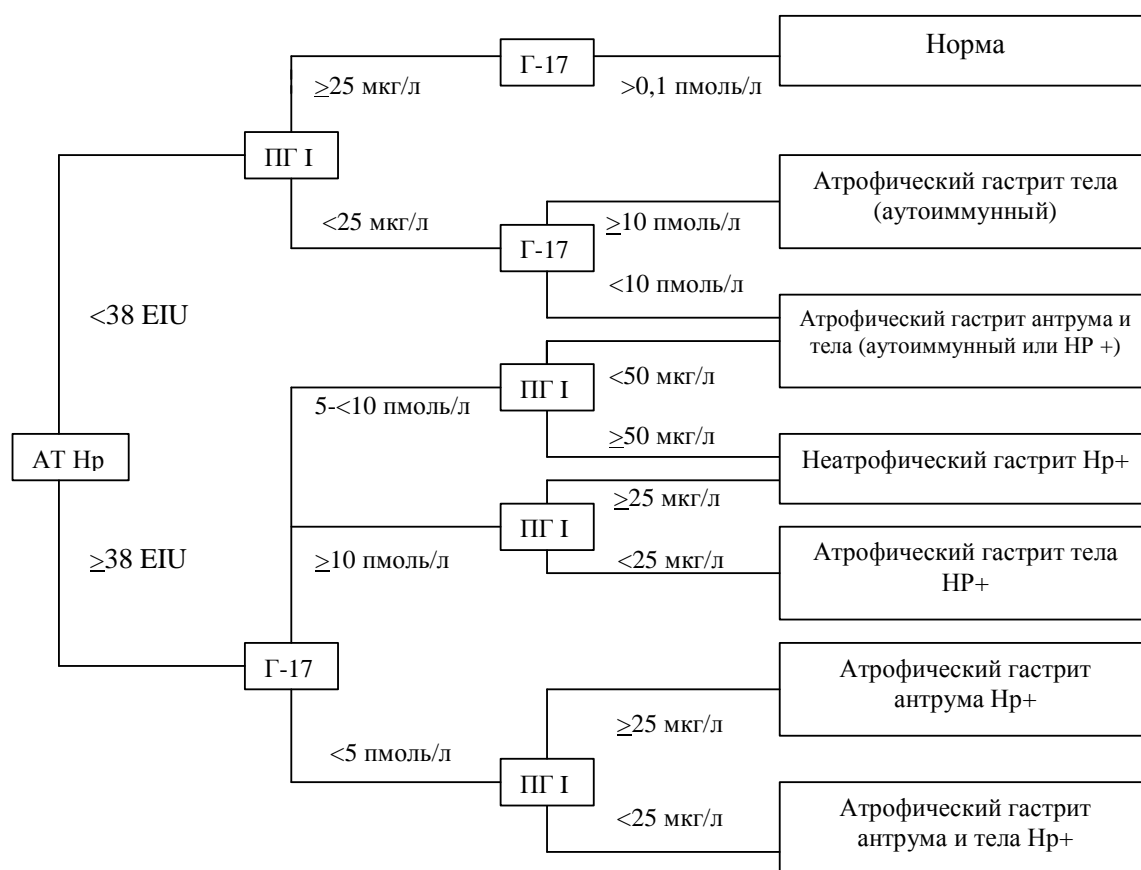 Г-17
Норма
≥25 мкг/л
>0,1 пмоль/л
ПГ I
Атрофический гастрит тела
(аутоиммунный)
<25 мкг/л
≥10 пмоль/л
Г-17
<10 пмоль/л
<38 EIU
Атрофический гастрит антрума и
тела (аутоиммунный или HP +)
ПГ I
<50 мкг/л
5-<10 пмоль/л
≥50 мкг/л
АТ Нр
Неатрофический гастрит Нр+
≥25 мкг/л
ПГ I
≥38 EIU
≥10 пмоль/л
<25 мкг/л
Атрофический гастрит тела
HP+
Г-17
Атрофический гастрит
антрума Нр+
≥25 мкг/л
<5 пмоль/л
ПГ I
<25 мкг/л
Атрофический гастрит
антрума и тела Нр+